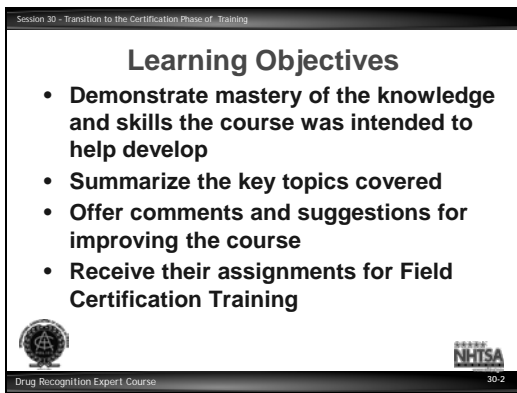 Session 30 - Transition to the Certification Phase of Training
Learning Objectives
• Demonstrate mastery of the knowledge
and skills the course was intended to
help develop
• Summarize the key topics covered
• Offer comments and suggestions for
improving the course
• Receive their assignments for Field
Certification Training
NHTSA
Drug Recognition Expert Course
30-2